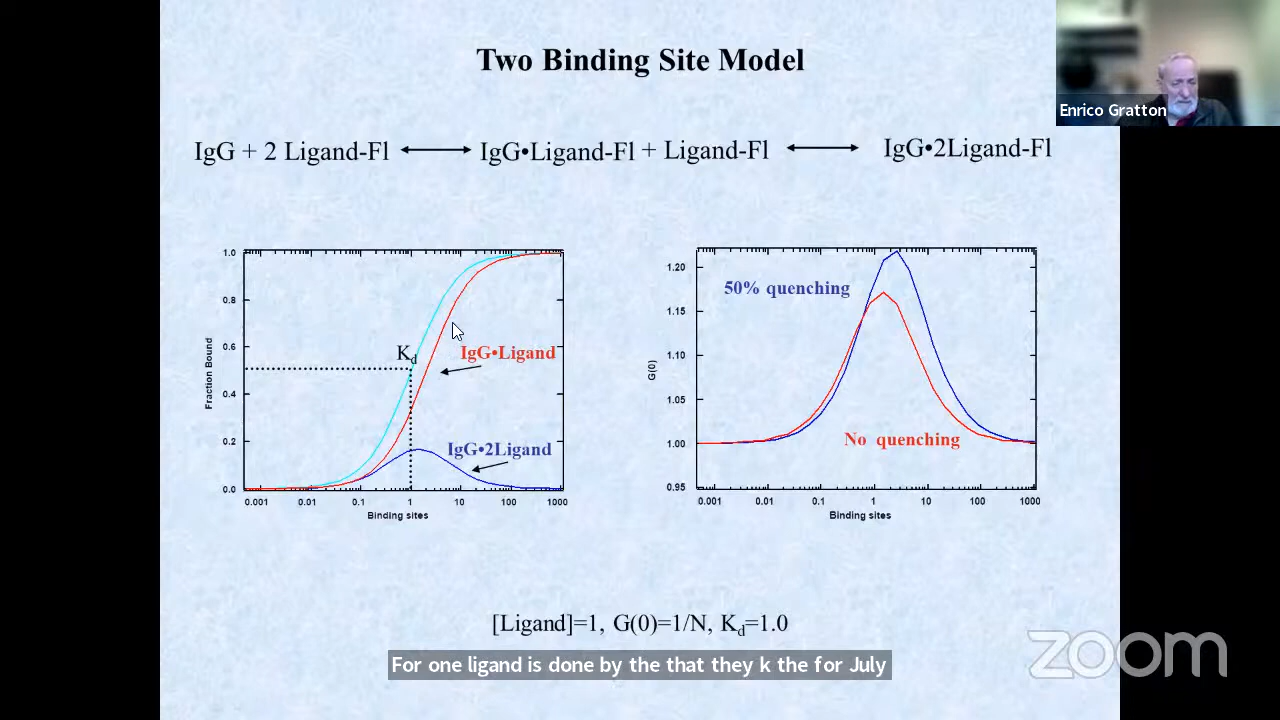 Two Binding Site Model
Enrico Gratton
IgG + 2 Ligand-Fl ⟷ IgG•Ligand-Fl + Ligand-Fl ⟷ IgG•2Ligand-Fl
1.0
0.8
0.6
0.4
0.2
0.0
Fraction Bound
Kd
IgG•Ligand
IgG•2Ligand
0.001 0.01 0.1 1 10 100 1000
Binding sites
1.20
1.15
1.10
1.05
1.00
0.95
G(0)
50% quenching
No quenching
0.001 0.01 0.1 1 10 100 1000
Binding sites
[Ligand]=1, G(0)=1/N, Kd=1.0
For one ligand is done by the that they k the for July
zoom